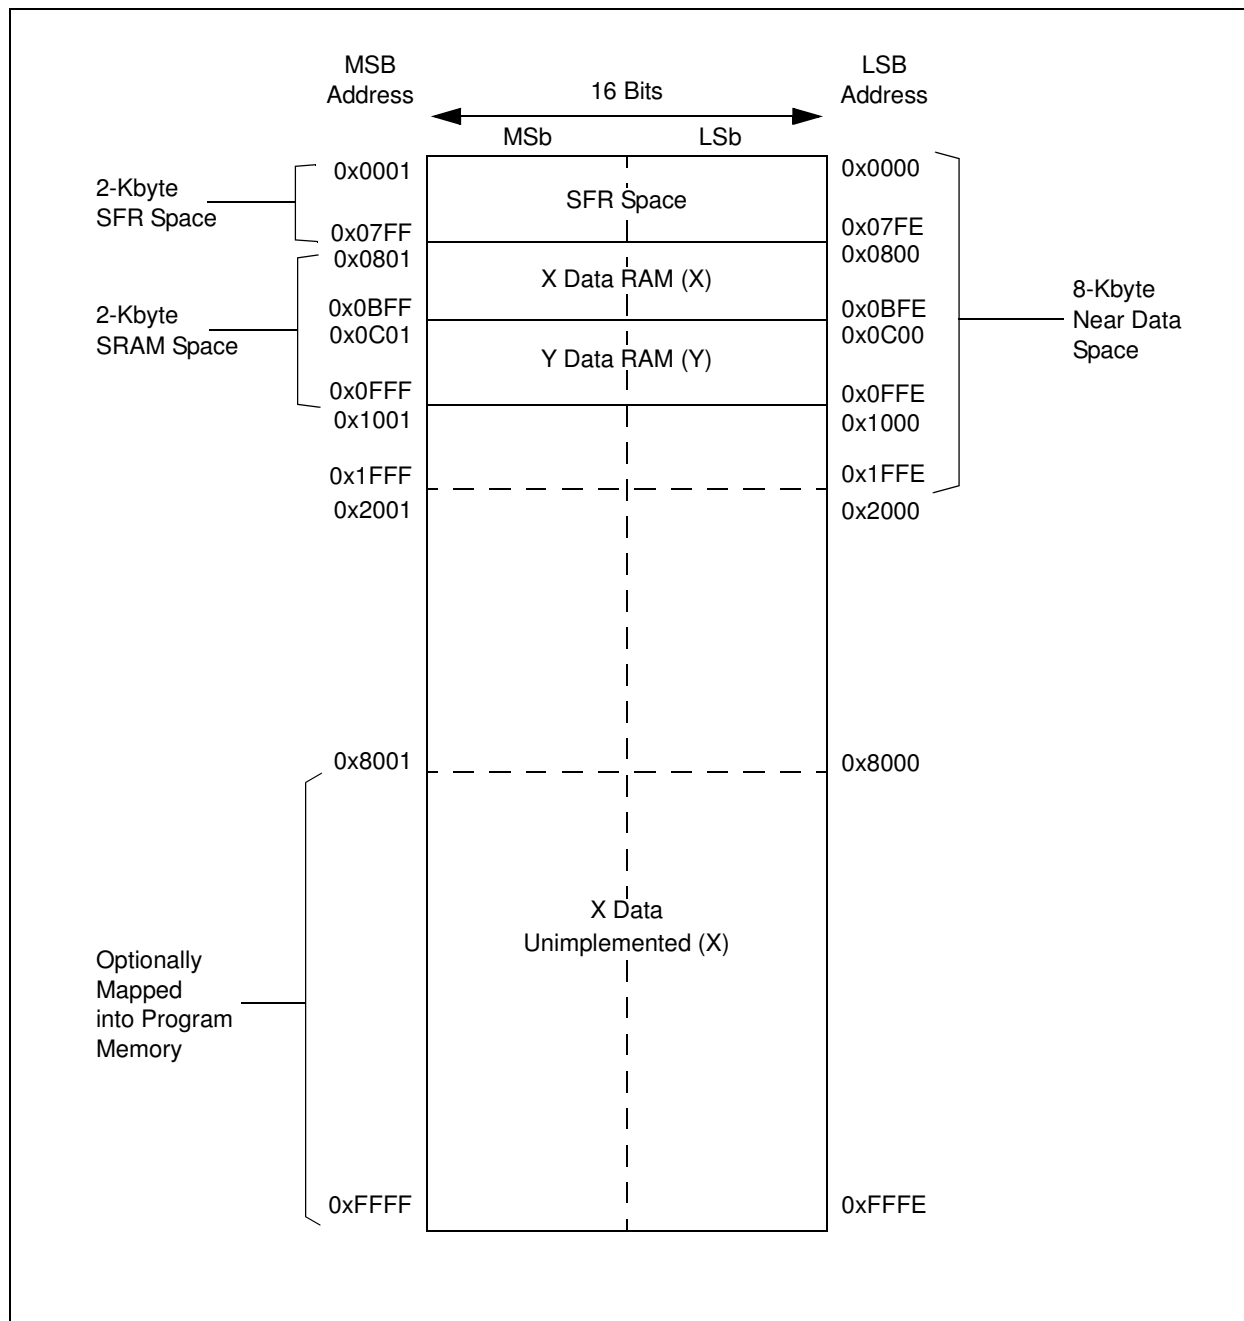 MSB
Address
LSB
Address
16 Bits
MSb
LSb
0x0001
0x0000
2-Kbyte
SFR Space
SFR Space
0x07FF
0x07FE
0x0801
0x0800
X Data RAM (X)
2-Kbyte
SRAM Space
0x0BFF
0x0BFE
0x0C01
0x0C00
8-Kbyte
Near Data
Space
Y Data RAM (Y)
0x0FFF
0x0FFE
0x1001
0x1000
0x1FFF
0x1FFE
0x2001
0x2000
0x8001
0x8000
X Data
Unimplemented (X)
Optionally
Mapped
into Program
Memory
0xFFFF
0xFFFE